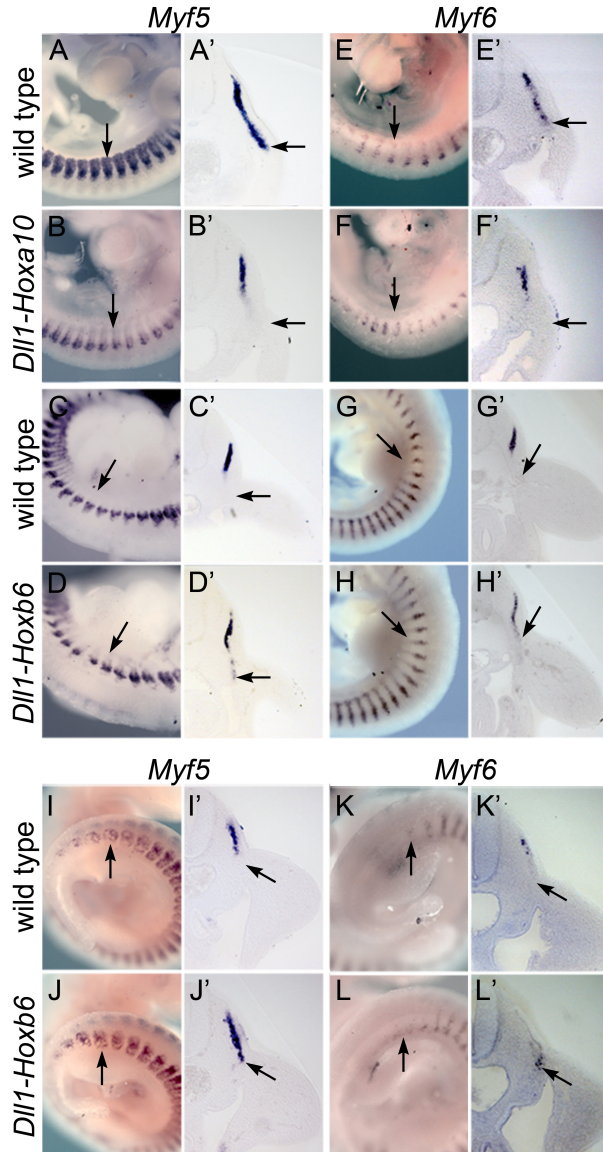 Myf5 Myf6
wild type A A’ E E’
Dll1-Hoxa10 B B’ F F’
wild type C C’ G G’
Dll1-Hoxb6 D D’ H H’
Myf5 Myf6
wild type I I’ K K’
Dll1-Hoxb6 J J’ L L’